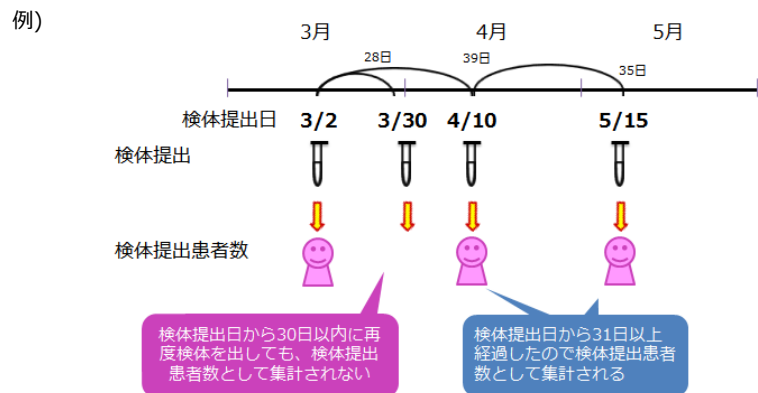 例)
3月
4月
5月
28日
39日
35日
検体提出日
3/2
3/30
4/10
5/15
検体提出
検体提出患者数
検体提出日から30日以内に再
度検体を出しても、検体提出
患者数として集計されない
検体提出日から31日以上
経過したので検体提出患者
数として集計される